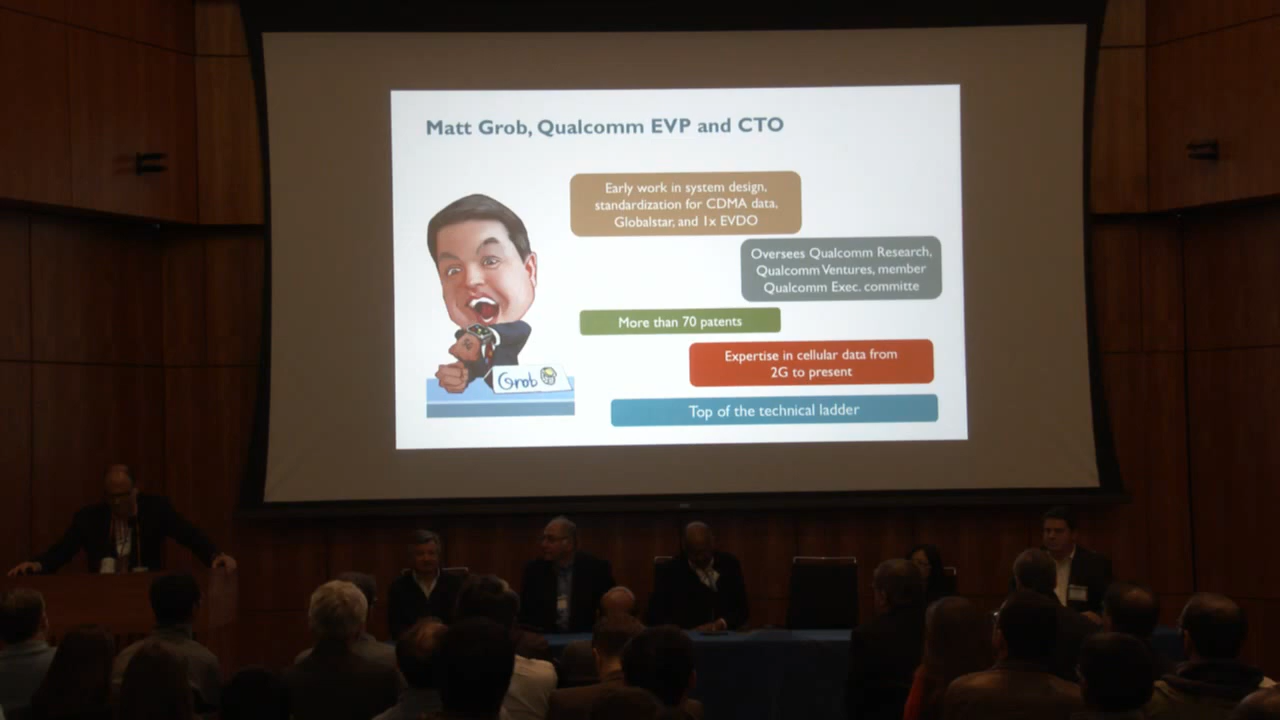 Matt Grob, Qualcomm EVP and CTO
Early work in system design,
standardization for CDMA data,
Globalstar, and 1x EVDO
Oversees Qualcomm Research,
Qualcomm Ventures, member
Qualcomm Exec. committe
More than 70 patents
Expertise in cellular data from
2G to present
Grob
Top of the technical ladder